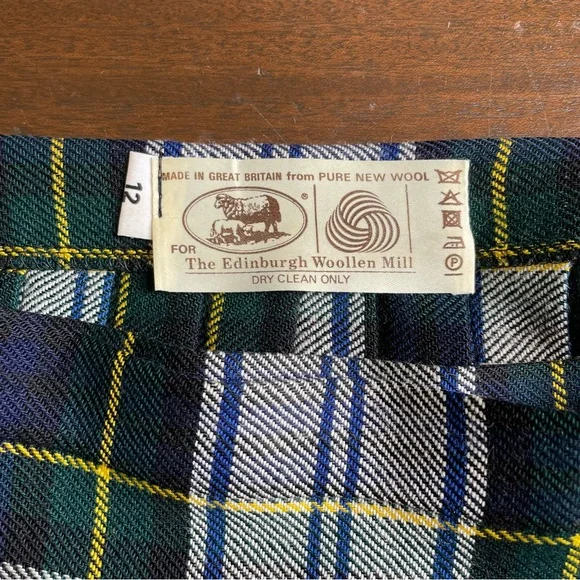 12
MADE IN GREAT BRITAIN from PURE NEW WOOL
®
FOR
The Edinburgh Woollen Mill
DRY CLEAN ONLY
P